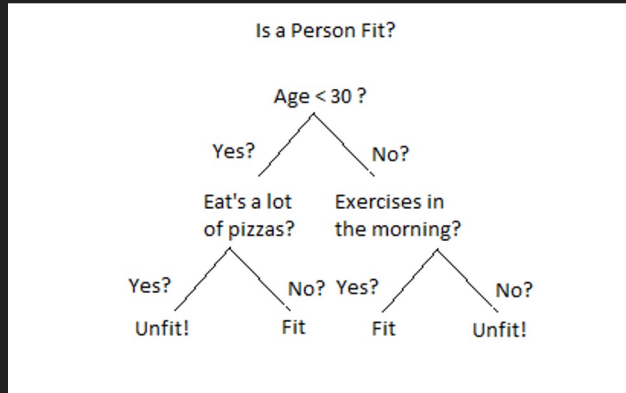 Is a Person Fit?
Age < 30 ?
Yes?
No?
Eat's a lot
of pizzas?
Exercises in
the morning?
Yes?
No?
Yes?
No?
Unfit!
Fit
Fit
Unfit!